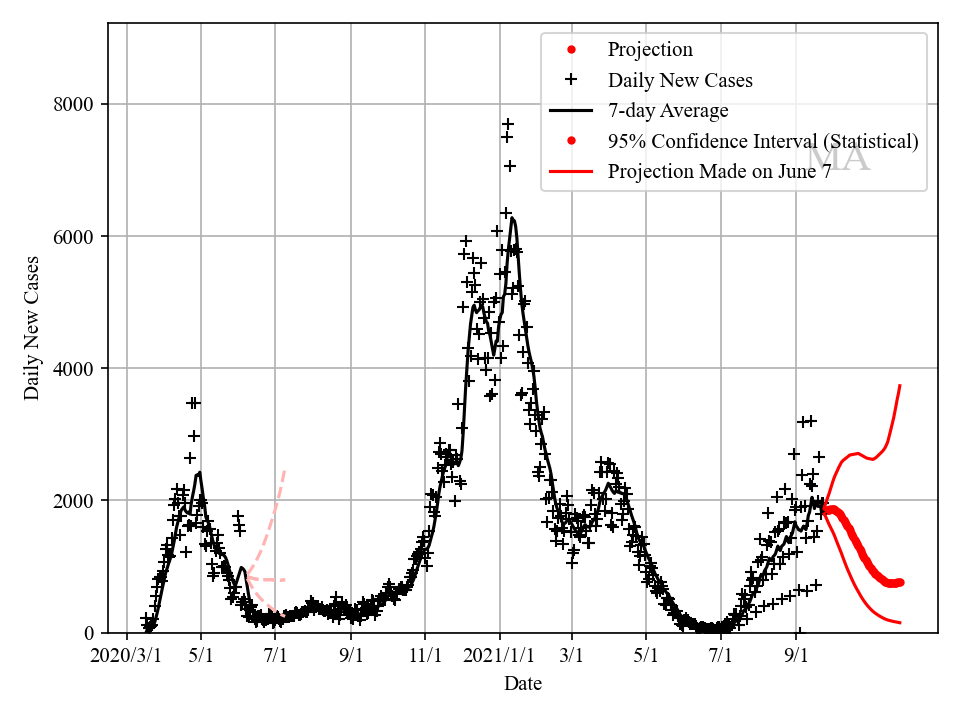 8000
6000
4000
2000
0
Daily New Cases
Projection
Daily New Cases
7-day Average
95% Confidence Interval (Statistical)
MA
Projection Made on June 7
2020/3/1 5/1 7/1 9/1 11/1 2021/1/1 3/1 5/1 7/1 9/1
Date